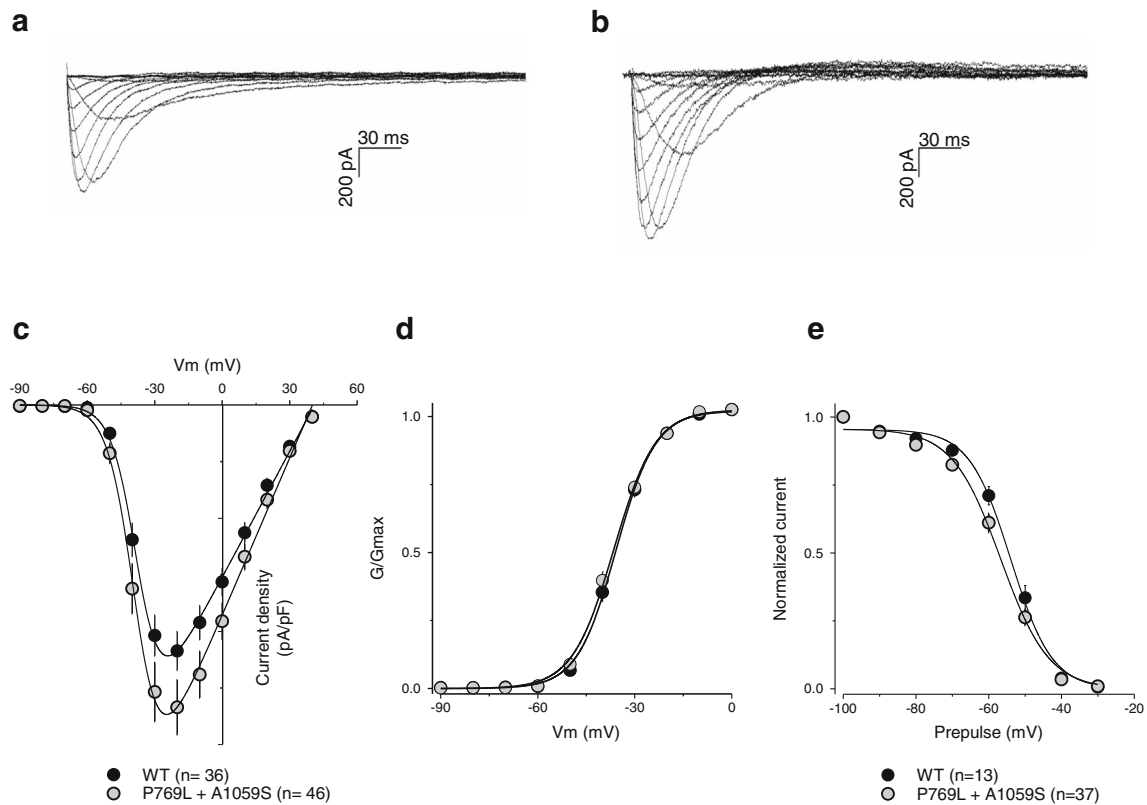 a
b
30 ms
200 pA
30 ms
200 pA
c
d
e
Vm (mV)
-90 -60 -30 0 30 60
Current density
(pA/pF)
WT (n= 36)
P769L + A1059S (n= 46)
1.0
0.5
0.0
G/Gmax
-90 -60 -30 0
Vm (mV)
1.0
0.5
0.0
Normalized current
-100 -80 -60 -40 -20
Prepulse (mV)
WT (n=13)
P769L + A1059S (n=37)